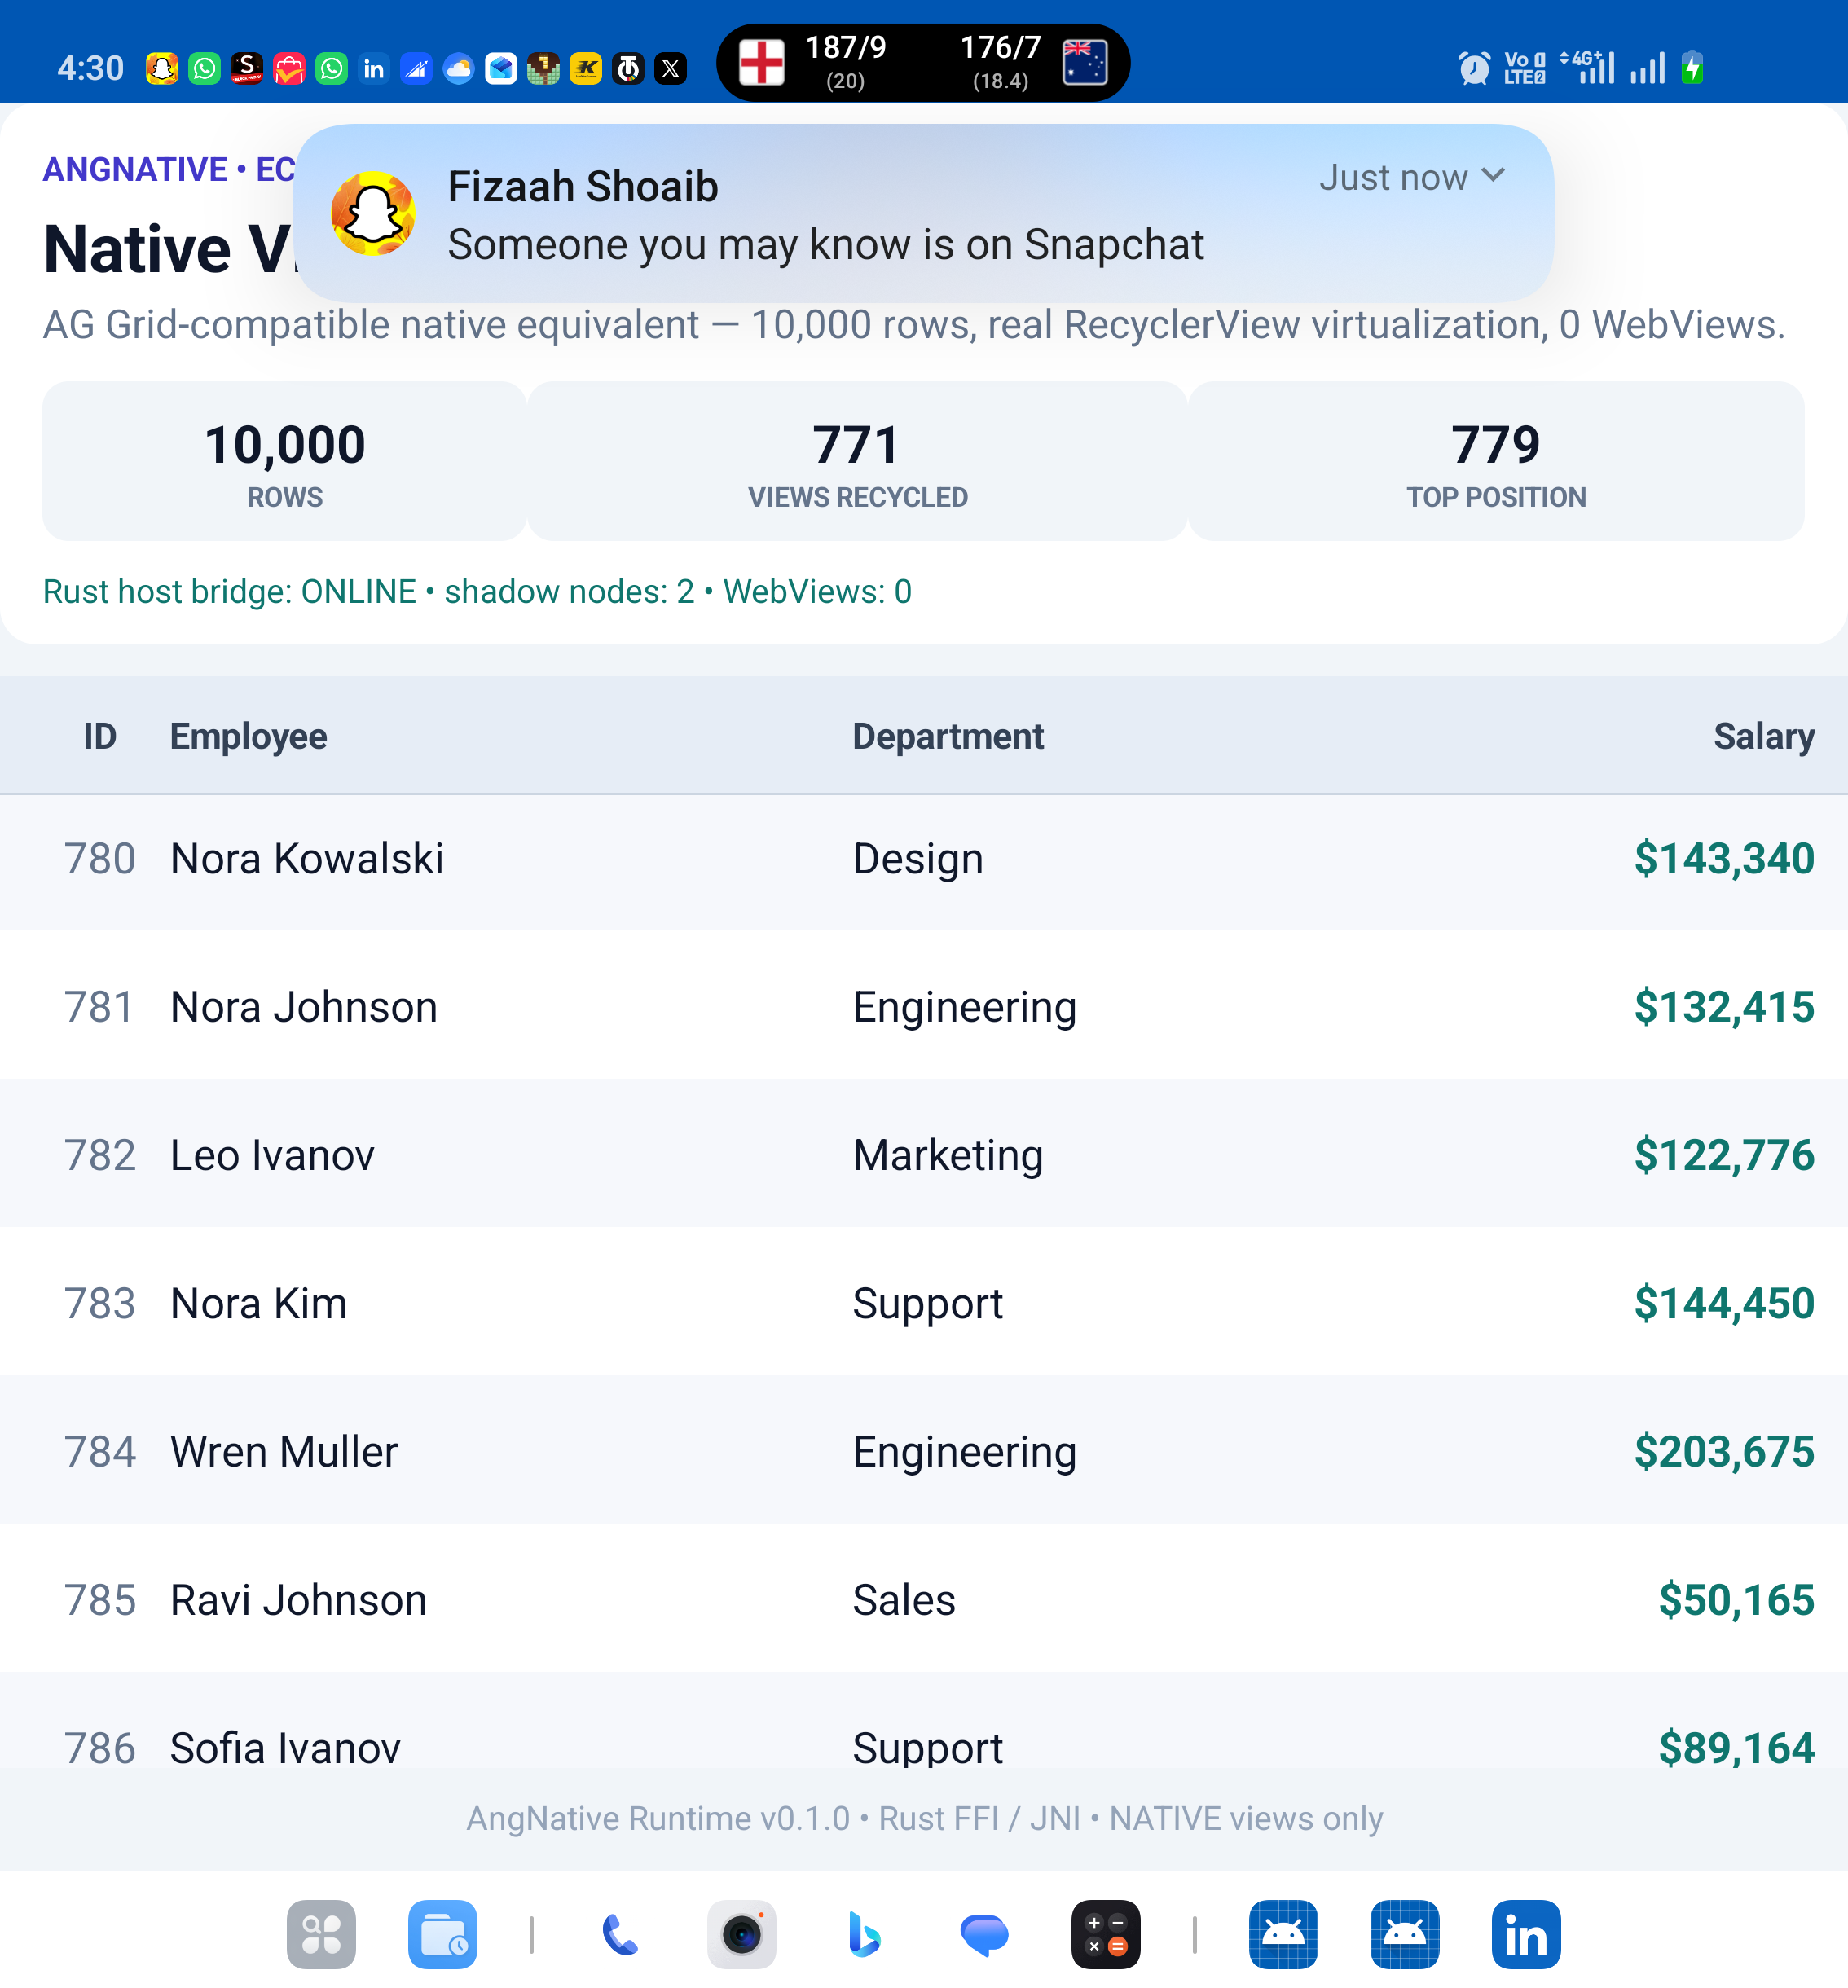 4:30
187/9 176/7
(20) (18.4)
Vo 1 LTE2 4G+
Fizaah Shoaib Just now
Someone you may know is on Snapchat
ANGNATIVE • EC
Native V
AG Grid-compatible native equivalent — 10,000 rows, real RecyclerView virtualization, 0 WebViews.
10,000 771 779
ROWS VIEWS RECYCLED TOP POSITION
Rust host bridge: ONLINE • shadow nodes: 2 • WebViews: 0
ID Employee Department Salary
780 Nora Kowalski Design $143,340
781 Nora Johnson Engineering $132,415
782 Leo Ivanov Marketing $122,776
783 Nora Kim Support $144,450
784 Wren Muller Engineering $203,675
785 Ravi Johnson Sales $50,165
786 Sofia Ivanov Support $89,164
AngNative Runtime v0.1.0 • Rust FFI / JNI • NATIVE views only